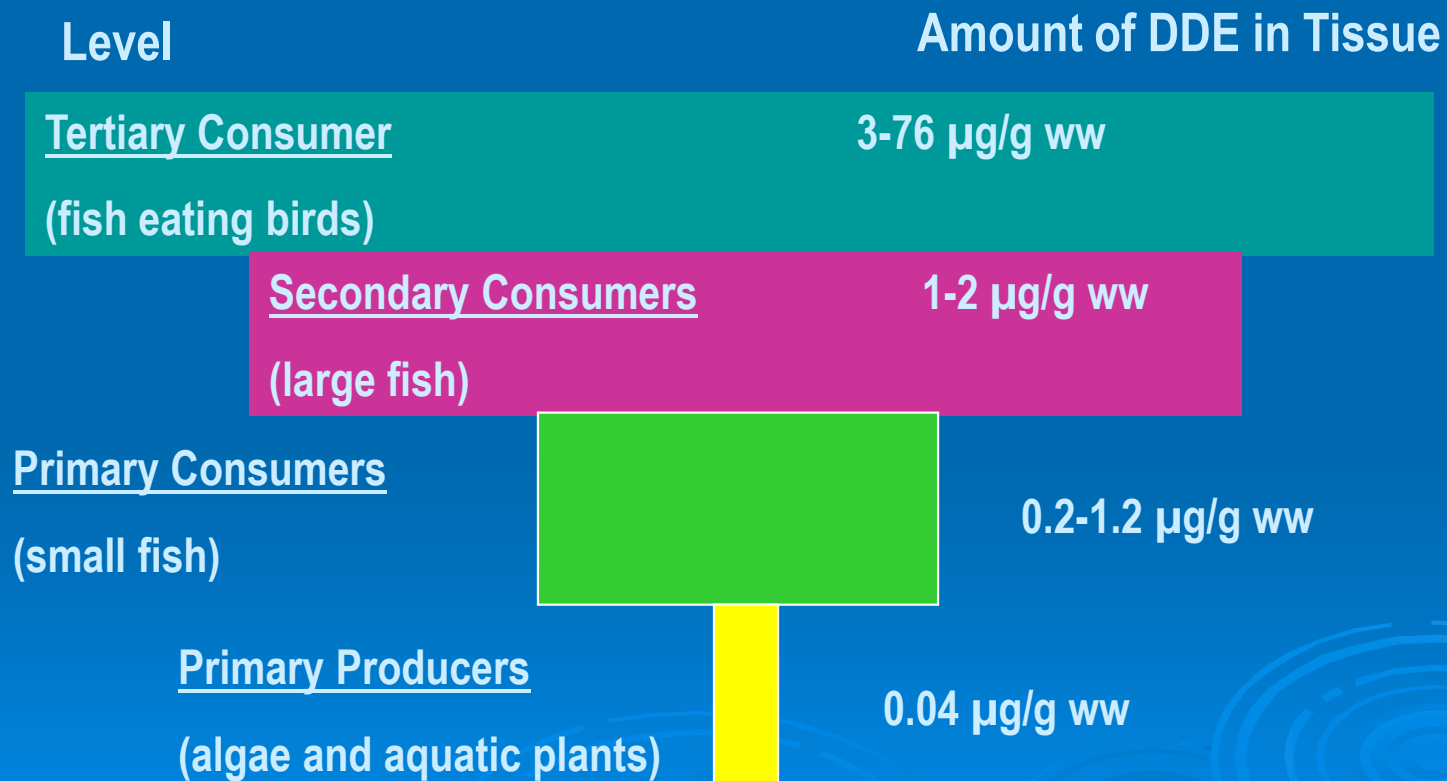 Level
Amount of DDE in Tissue
Tertiary Consumer 3-76 µg/g ww
(fish eating birds)
Secondary Consumers 1-2 µg/g ww
(large fish)
Primary Consumers
(small fish)
0.2-1.2 µg/g ww
Primary Producers
(algae and aquatic plants)
0.04 µg/g ww